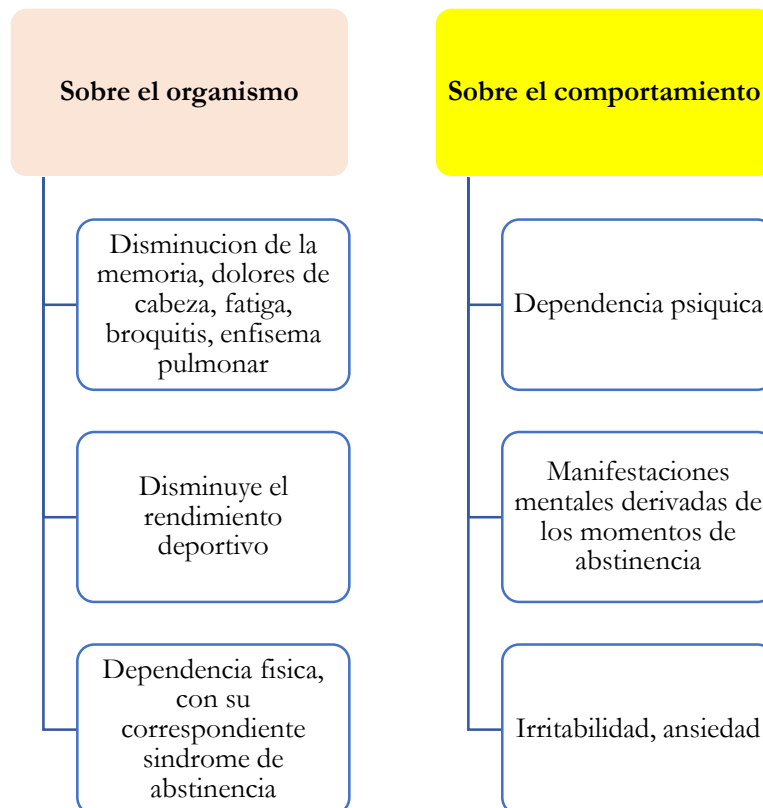 Sobre el organismo
Disminucion de la
memoria, dolores de
cabeza, fatiga,
broquitis, enfisema
pulmonar
Disminuye el
rendimiento
deportivo
Dependencia fisica,
con su
correspondiente
sindrome de
abstinencia
Sobre el comportamiento
Dependencia psiquica
Manifestaciones
mentales derivadas de
los momentos de
abstinencia
Irritabilidad, ansiedad